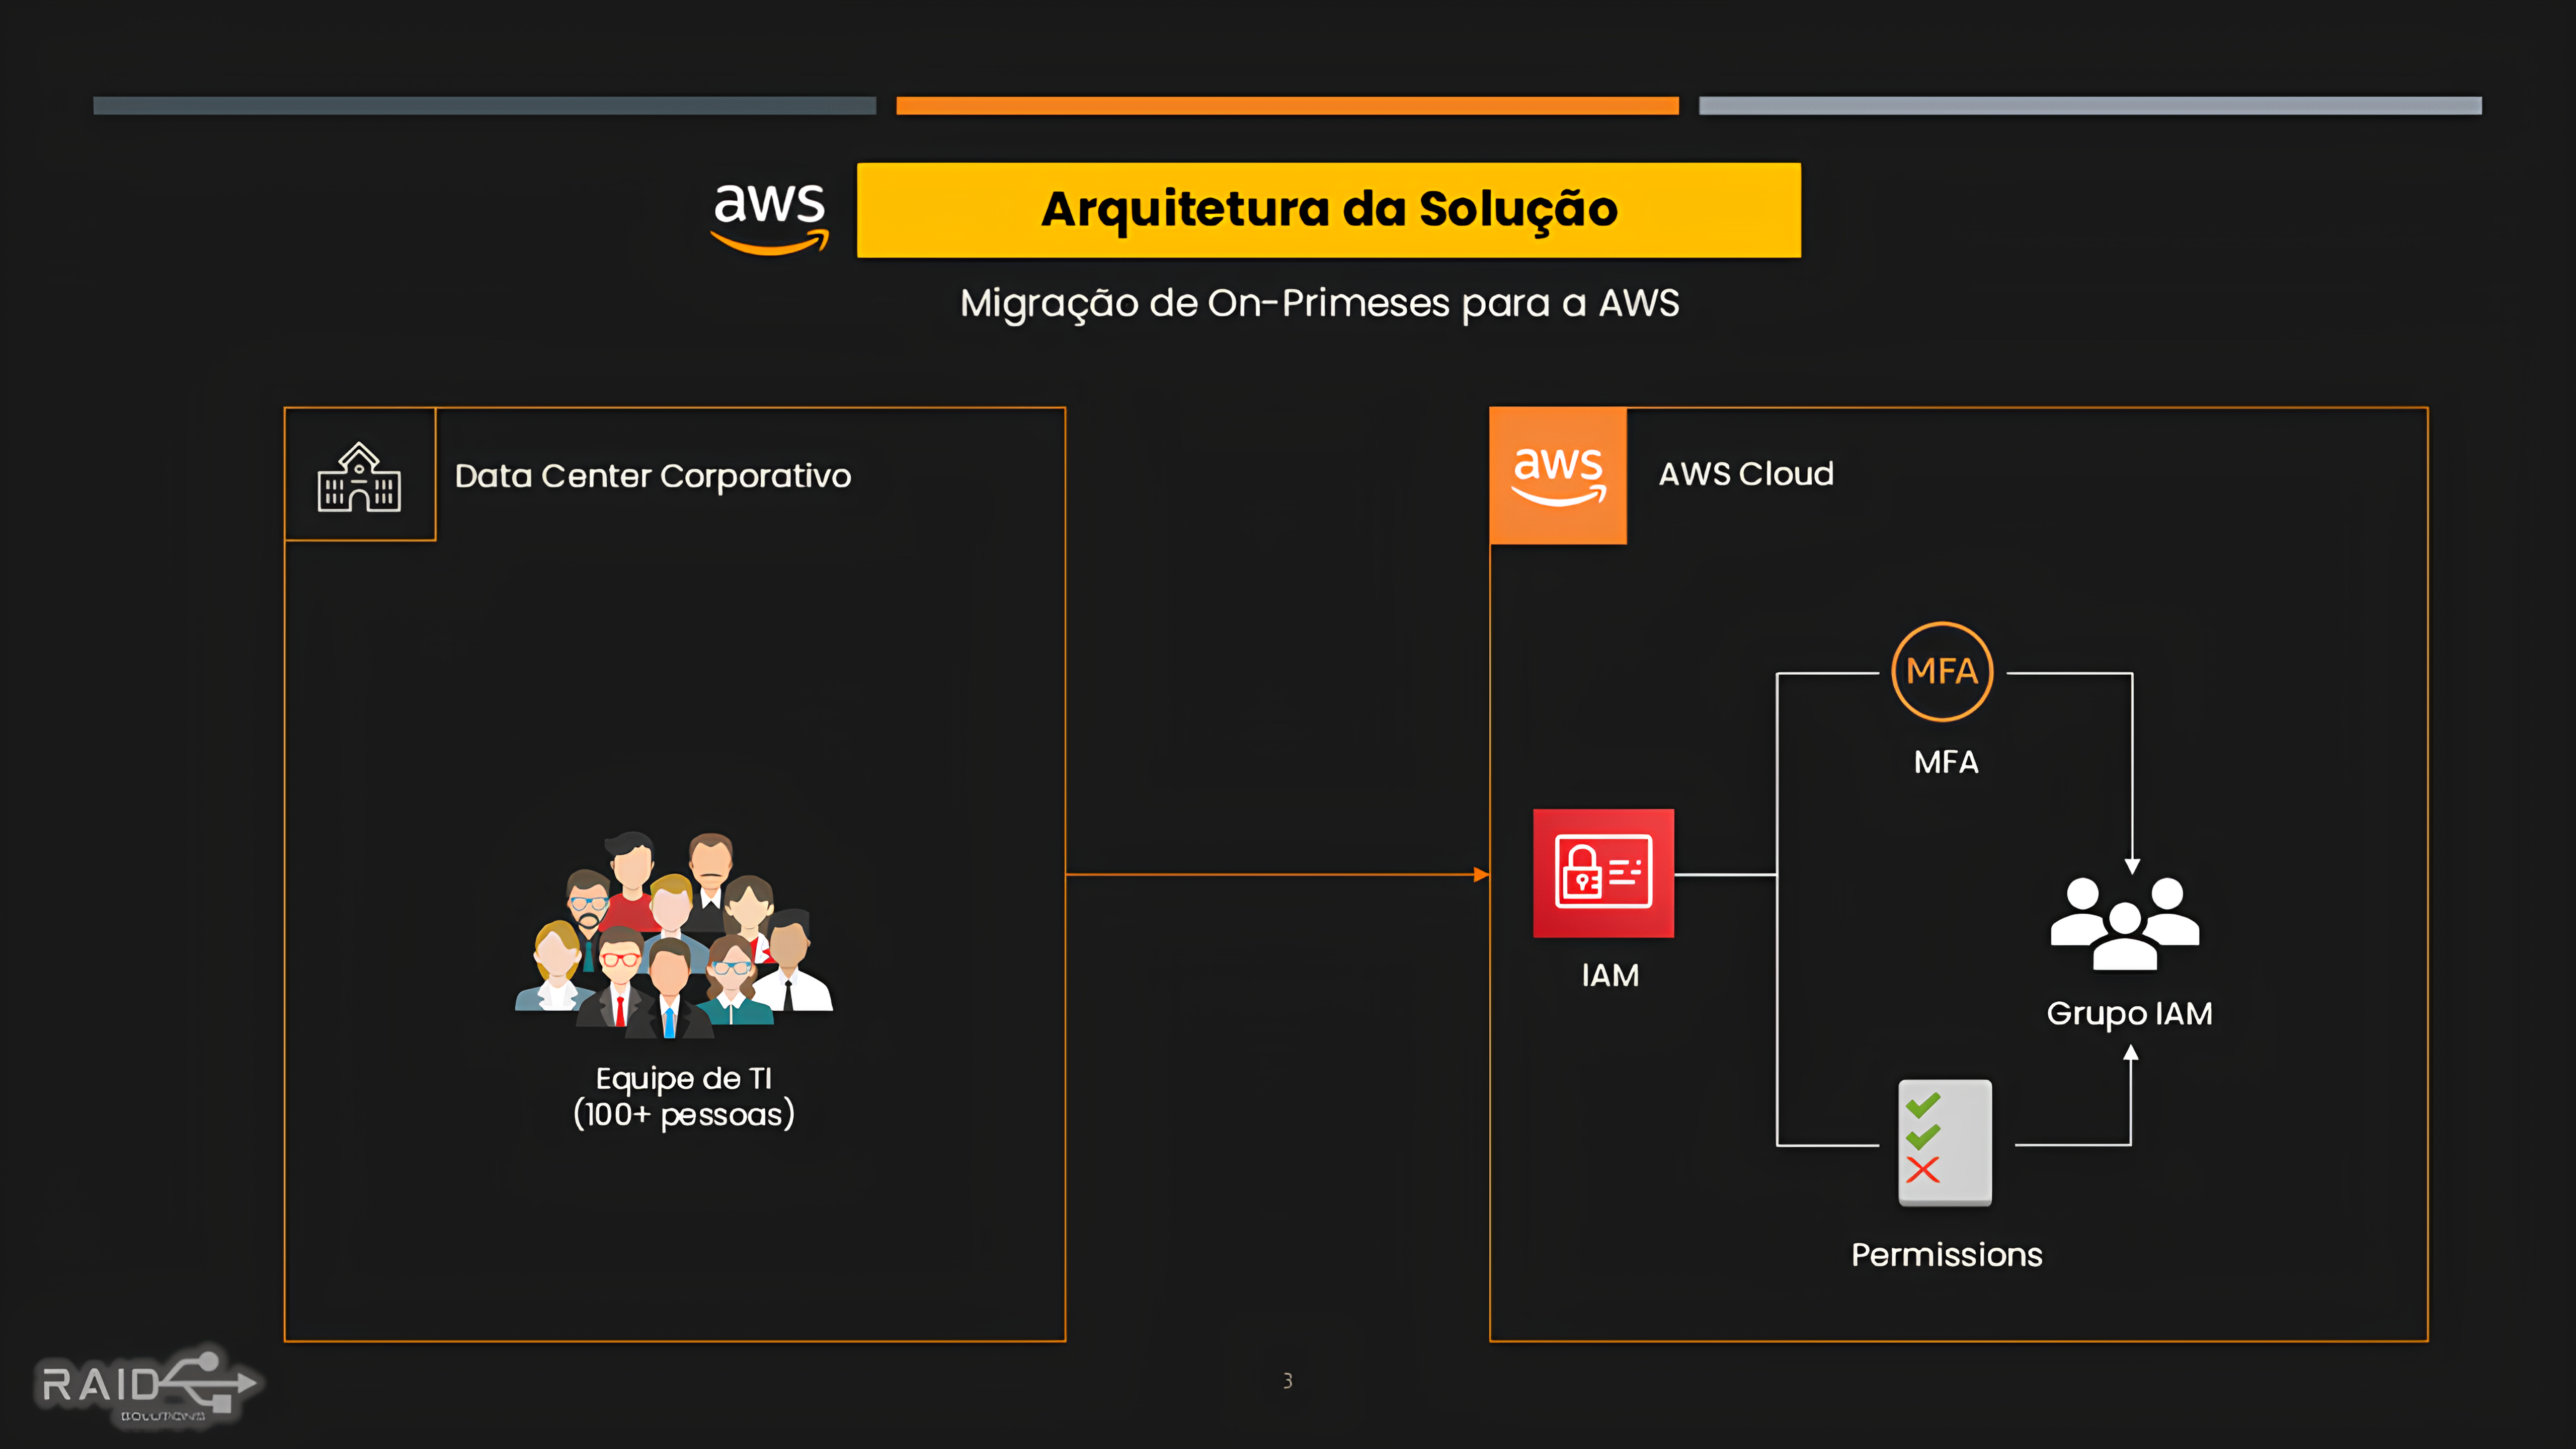 aws
Arquitetura da Solução
Migração de On-Primeses para a AWS
Data Center Corporativo
aws
AWS Cloud
MFA
MFA
IAM
Grupo IAM
Equipe de TI
(100+ pessoas)
Permissions
RAID
SOLUTIONS
3